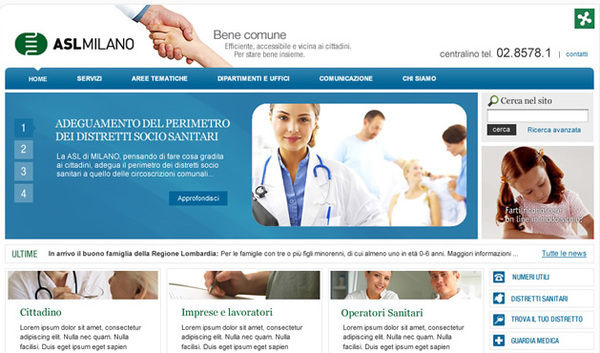 ASLMILANO
Bene comune
Efficiente, accessibile e vicina ai cittadini.
Per stare bene insieme.
centralino tel. 02.8578.1 | contatti
HOME SERVIZI AREE TEMATICHE DIPARTIMENTI E UFFICI COMUNICAZIONE CHI SIAMO
1
2
3
4
ADEGUAMENTO DEL PERIMETRO
DEI DISTRETTI SOCIO SANITARI
La ASL di MILANO, pensando di fare cosa gradita
ai cittadini, adegua il perimetro dei distretti socio
sanitari a quello delle circoscrizioni comunali...
Approfondisci
Cerca nel sito
cerca Ricerca avanzata
on line in modo
ULTIME In arrivo il buono famiglia della Regione Lombardia: Per le famiglie con tre o più figli minorenni, di cui almeno uno in età 0-6 anni. Maggiori informazioni ... Tutte le news
Cittadino
Lorem ipsum dolor sit amet, consectetur
adipiscing elit. Nulla nec quam. Nulla
facilisi. Duis eget ipsum eget sapien
Imprese e lavoratori
Lorem ipsum dolor sit amet, consectetur
adipiscing elit. Nulla nec quam. Nulla
facilisi. Duis eget ipsum eget sapien
Operatori Sanitari
Lorem ipsum dolor sit amet, consectetur
adipiscing elit. Nulla nec quam. Nulla
facilisi. Duis eget ipsum eget sapien
NUMERI UTILI
DISTRETTI SANITARI
TROVA IL TUO DISTRETTO
GUARDIA MEDICA